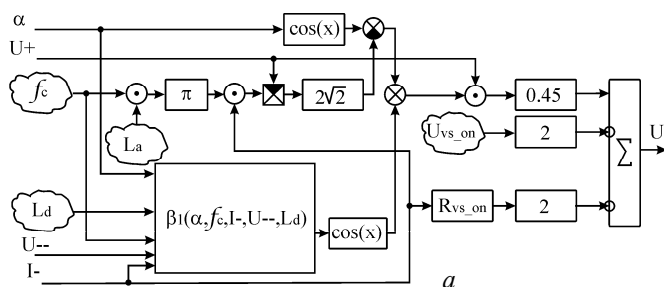 α
cos(x)
U+
fc
π
2√2
0.45
La
Uvs_on
2
U
Σ
Ld
β1(α,fc,I-,U--,Ld)
cos(x)
Rvs_on
2
U--
I-
a